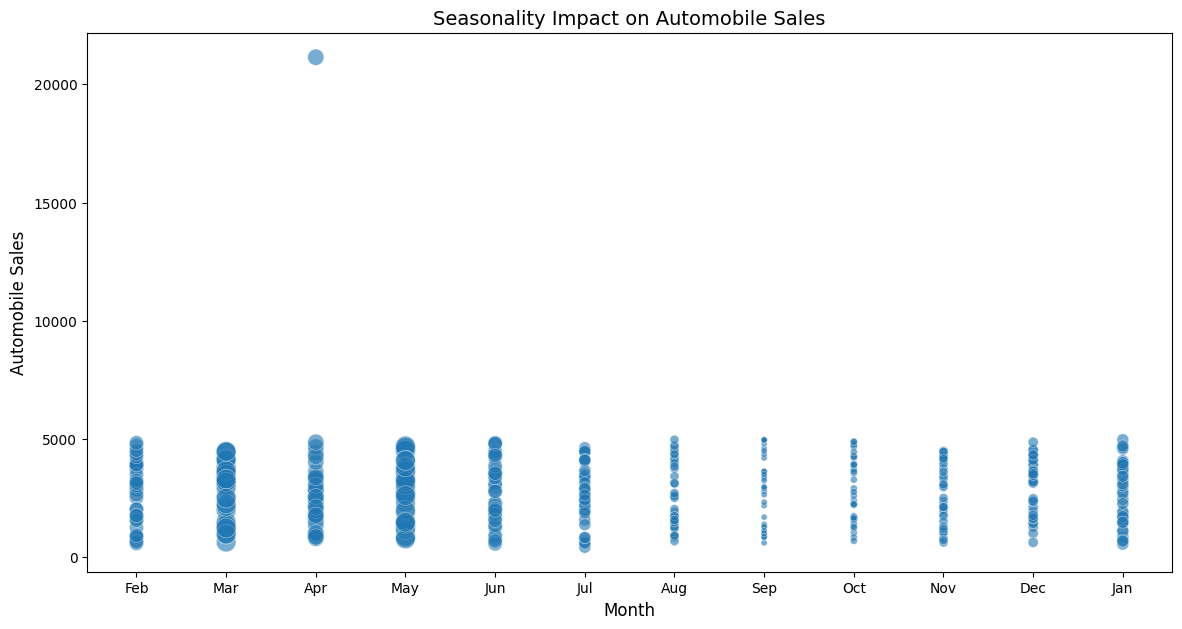 Seasonality Impact on Automobile Sales
20000
15000
10000
5000
0
Automobile Sales
Feb Mar Apr May Jun Jul Aug Sep Oct Nov Dec Jan
Month